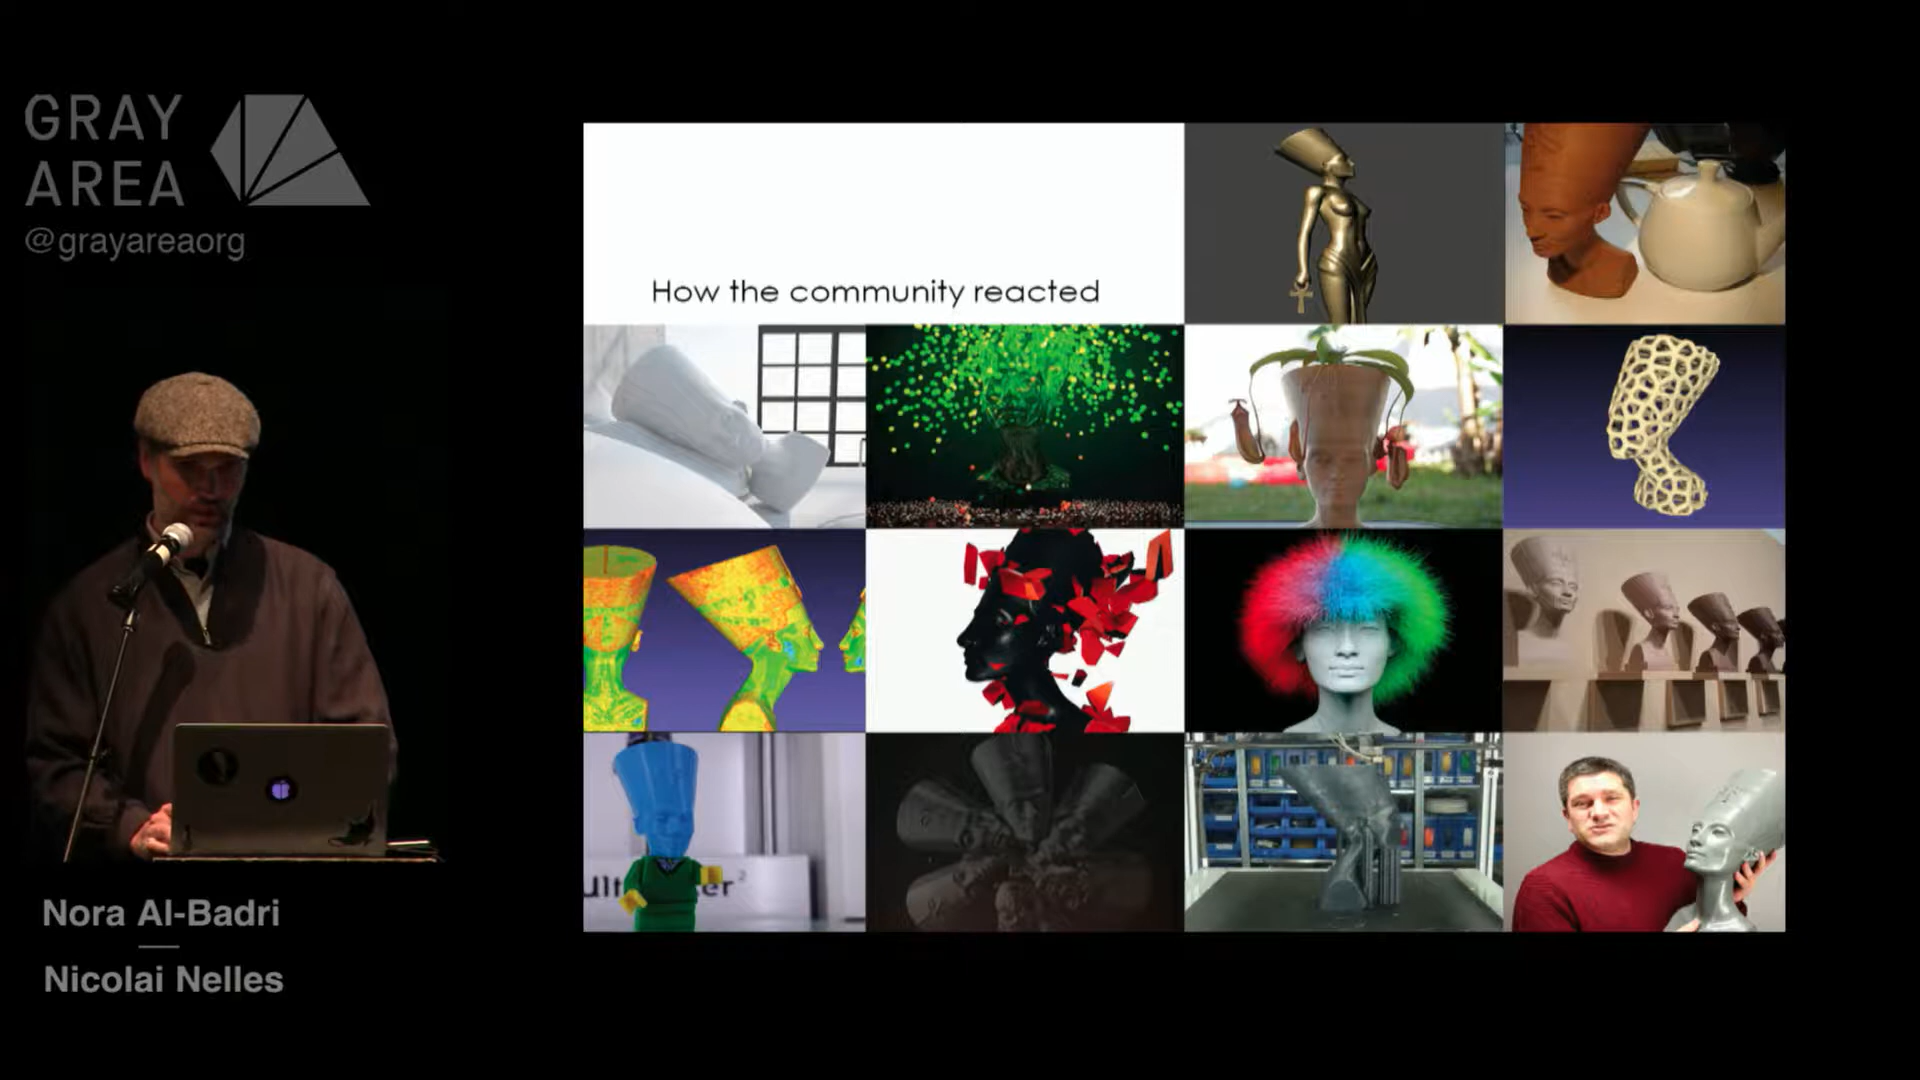 GRAY
AREA
@grayareaorg
How the community reacted
Nora Al-Badri
Nicolai Nelles